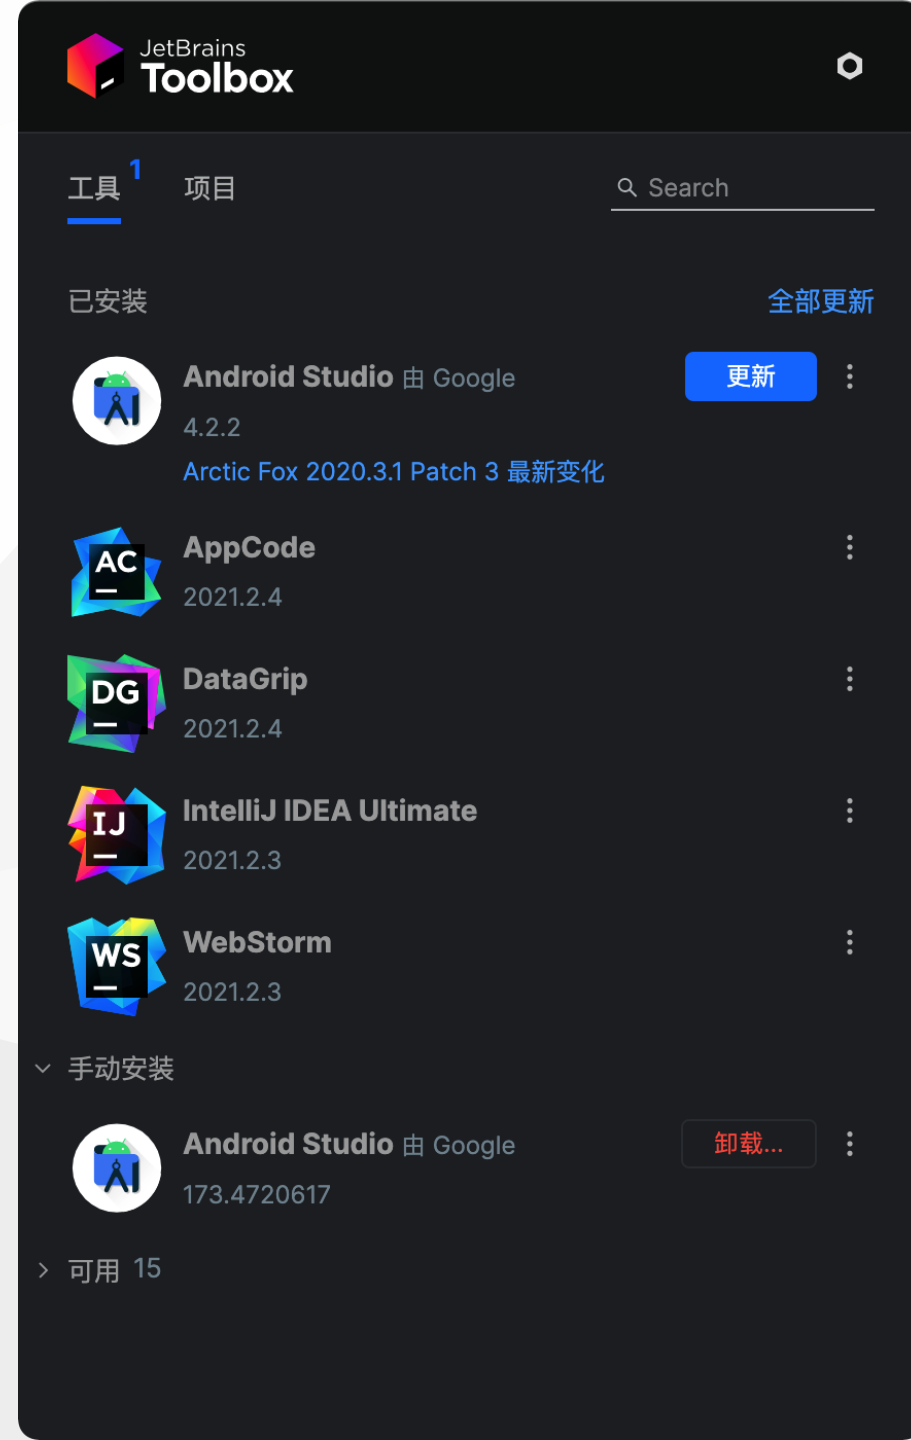 JetBrains
Toolbox
工具 1 项目 Search
已安装 全部更新
Android Studio 由 Google 更新
4.2.2
Arctic Fox 2020.3.1 Patch 3 最新变化
AC AppCode
2021.2.4
DG DataGrip
2021.2.4
IJ IntelliJ IDEA Ultimate
2021.2.3
WS WebStorm
2021.2.3
手动安装
Android Studio 由 Google 卸载...
173.4720617
可用 15